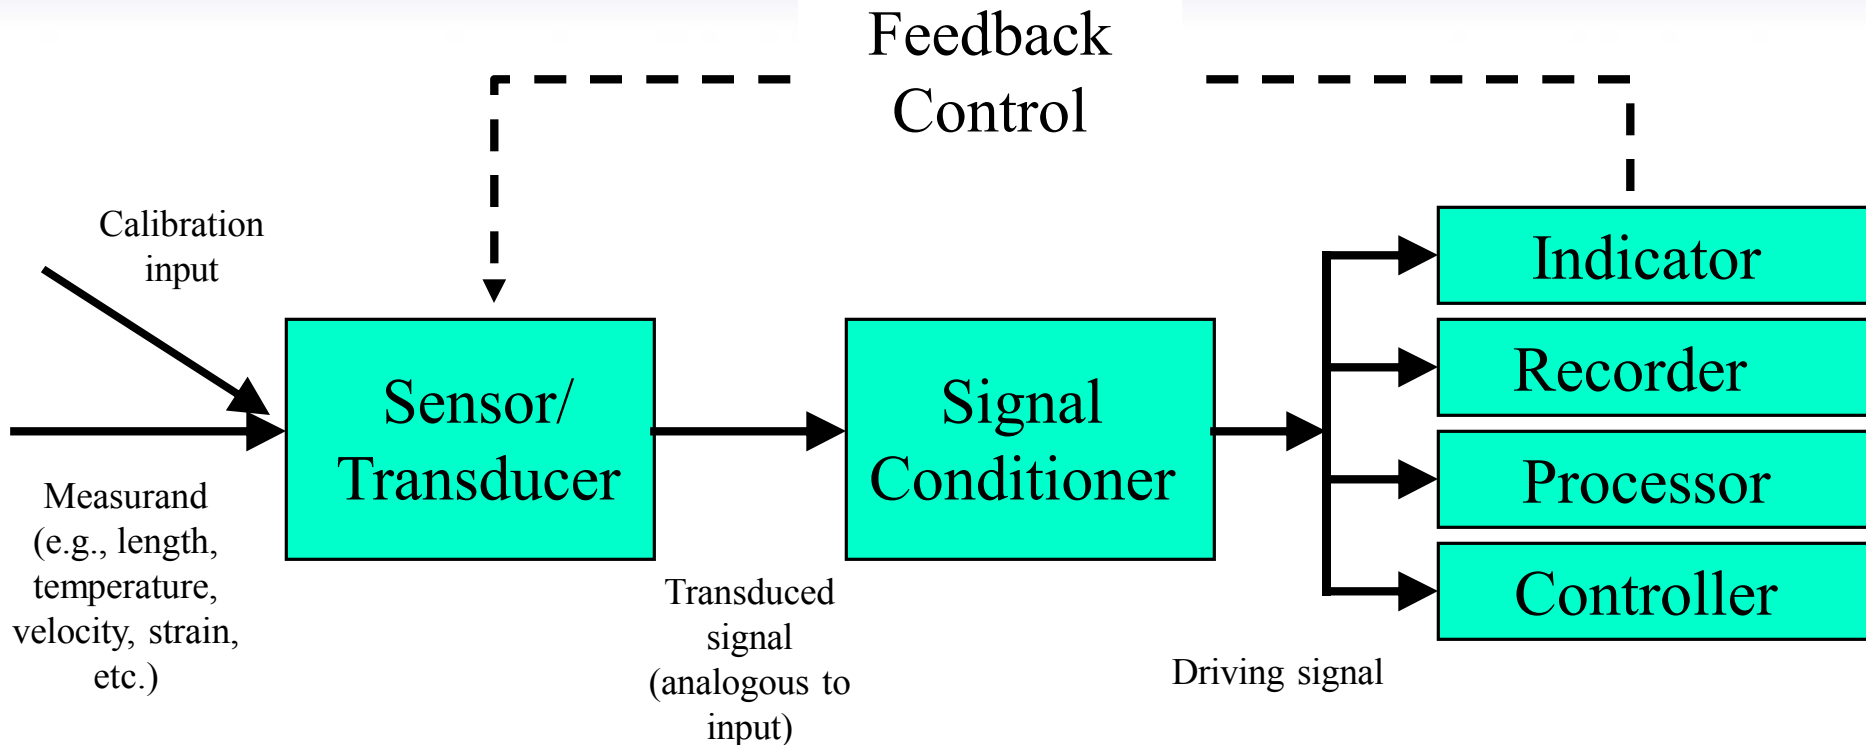 Feedback
Control
Calibration
input
Measurand
(e.g., length,
temperature,
velocity, strain,
etc.)
Sensor/
Transducer
Transduced
signal
(analogous to
input)
Signal
Conditioner
Driving signal
Indicator
Recorder
Processor
Controller